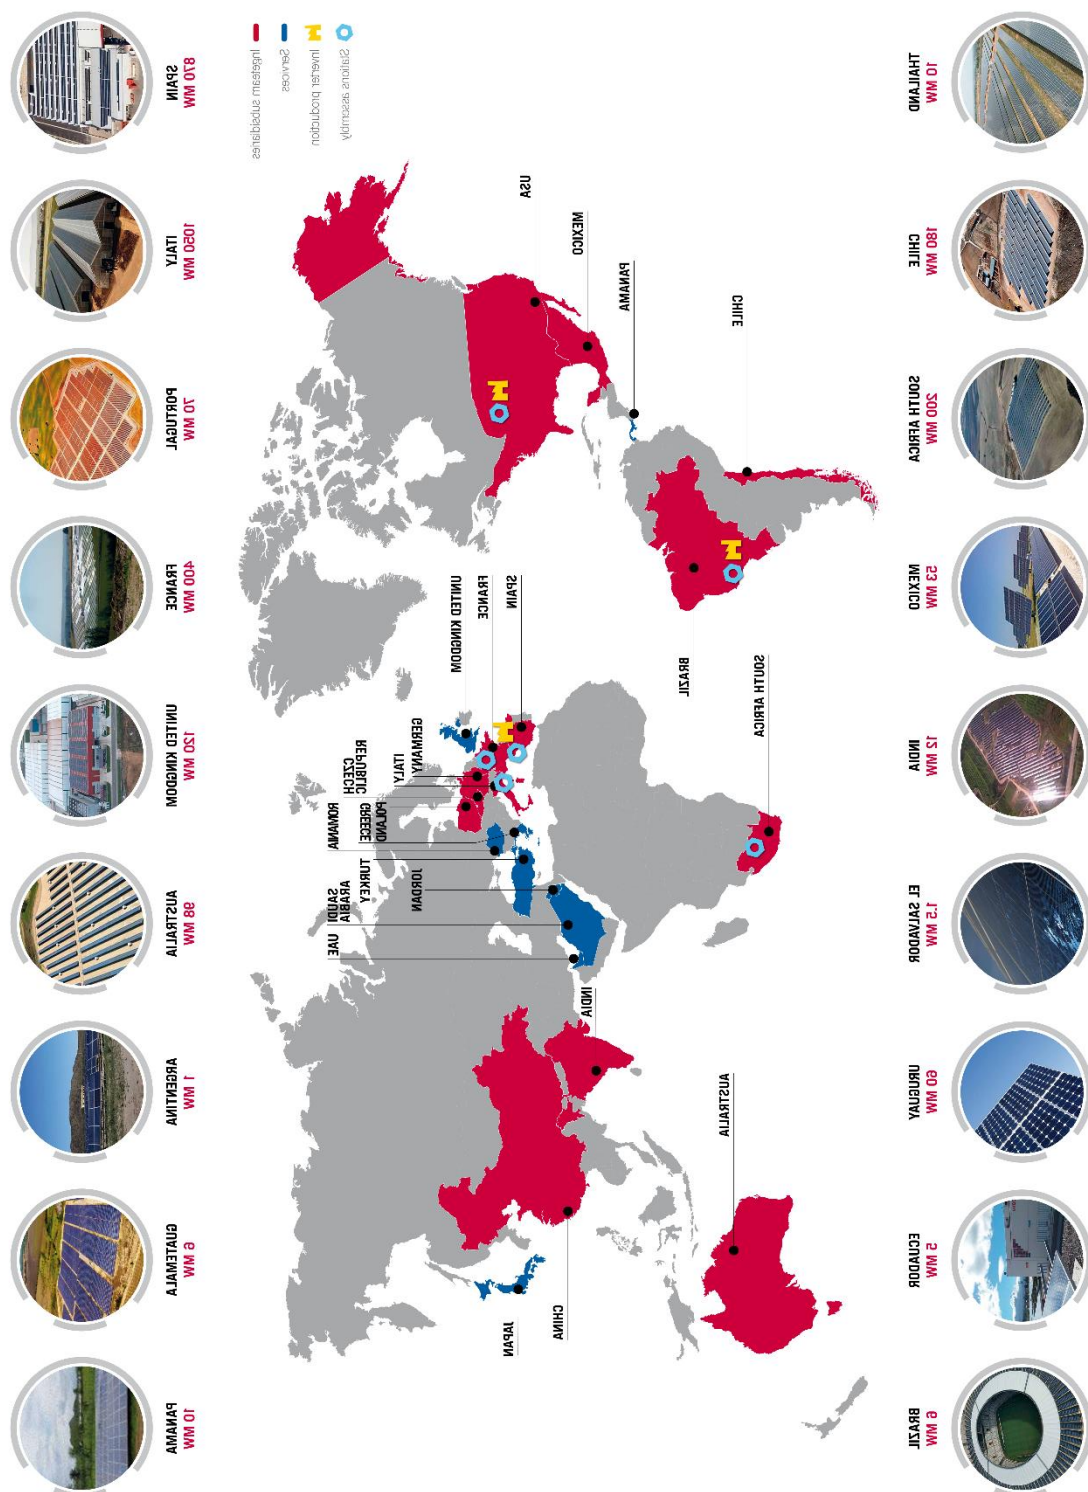 SPAIN
870 MW
ITALY
1050 MW
PORTUGAL
70 MW
FRANCE
400 MW
UNITED KINGDOM
120 MW
AUSTRALIA
98 MW
ARGENTINA
1 MW
GUATEMALA
6 MW
PANAMA
10 MW
Ingeteam subsidiaries
Services
Inverter production
Stations assembly
USA
MEXICO
PANAMA
CHILE
BRAZIL
SOUTH AFRICA
UNITED KINGDOM
FRANCE
SPAIN
GERMANY
ITALY
CZECH
REPUBLIC
POLAND
GREECE
ROMANA
TURKEY
JORDAN
SAUDI
ARABIA
UAE
INDIA
CHINA
JAPAN
AUSTRALIA
THAILAND
10 MW
CHILE
180 MW
SOUTH AFRICA
200 MW
MEXICO
53 MW
INDIA
12 MW
EL SALVADOR
1.5 MW
URUGUAY
60 MW
ECUADOR
5 MW
BRAZIL
6 MW